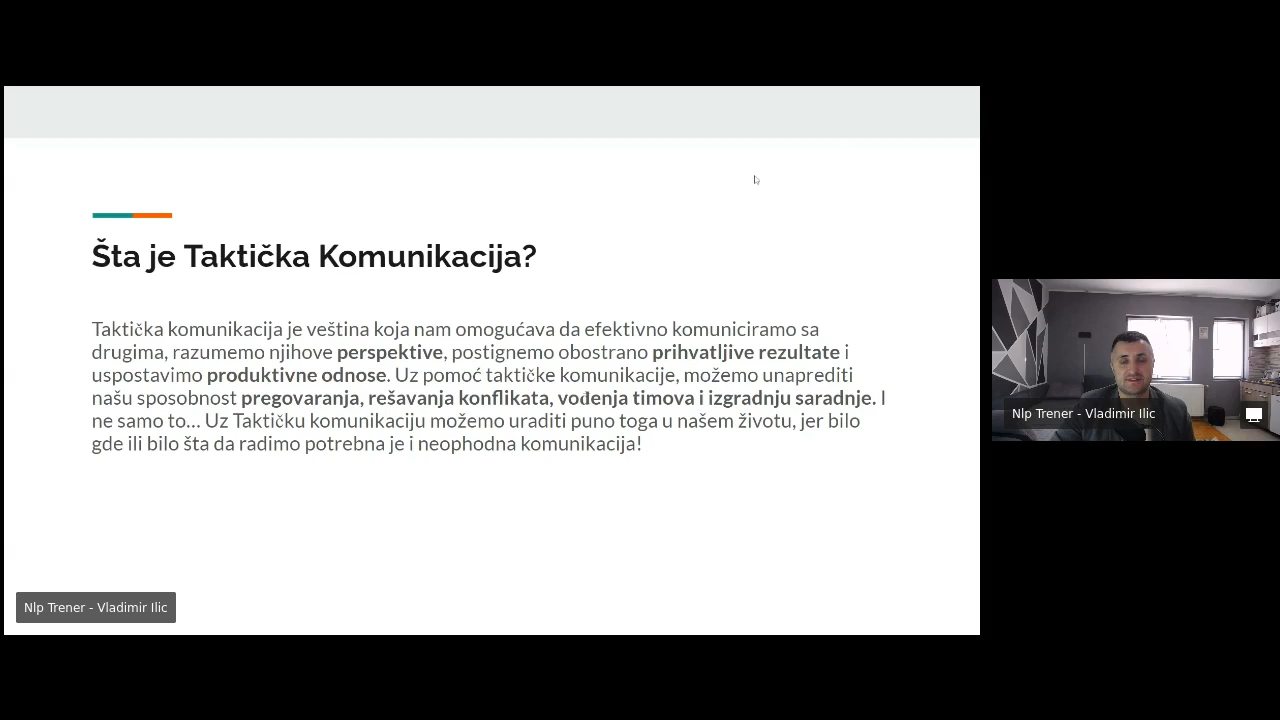 Šta je Taktička Komunikacija?
Taktička komunikacija je veština koja nam omogućava da efektivno komuniciramo sa
drugima, razumemo njihove perspektive, postignemo obostrano prihvatljive rezultate i
uspostavimo produktivne odnose. Uz pomoć taktičke komunikacije, možemo unaprediti
našu sposobnost pregovaranja, rešavanja konflikata, vođenja timova i izgradnju saradnje. I
ne samo to... Uz Taktičku komunikaciju možemo uraditi puno toga u našem životu, jer bilo
gde ili bilo šta da radimo potrebna je i neophodna komunikacija!
Nlp Trener - Vladimir Ilic
Nlp Trener - Vladimir Ilic